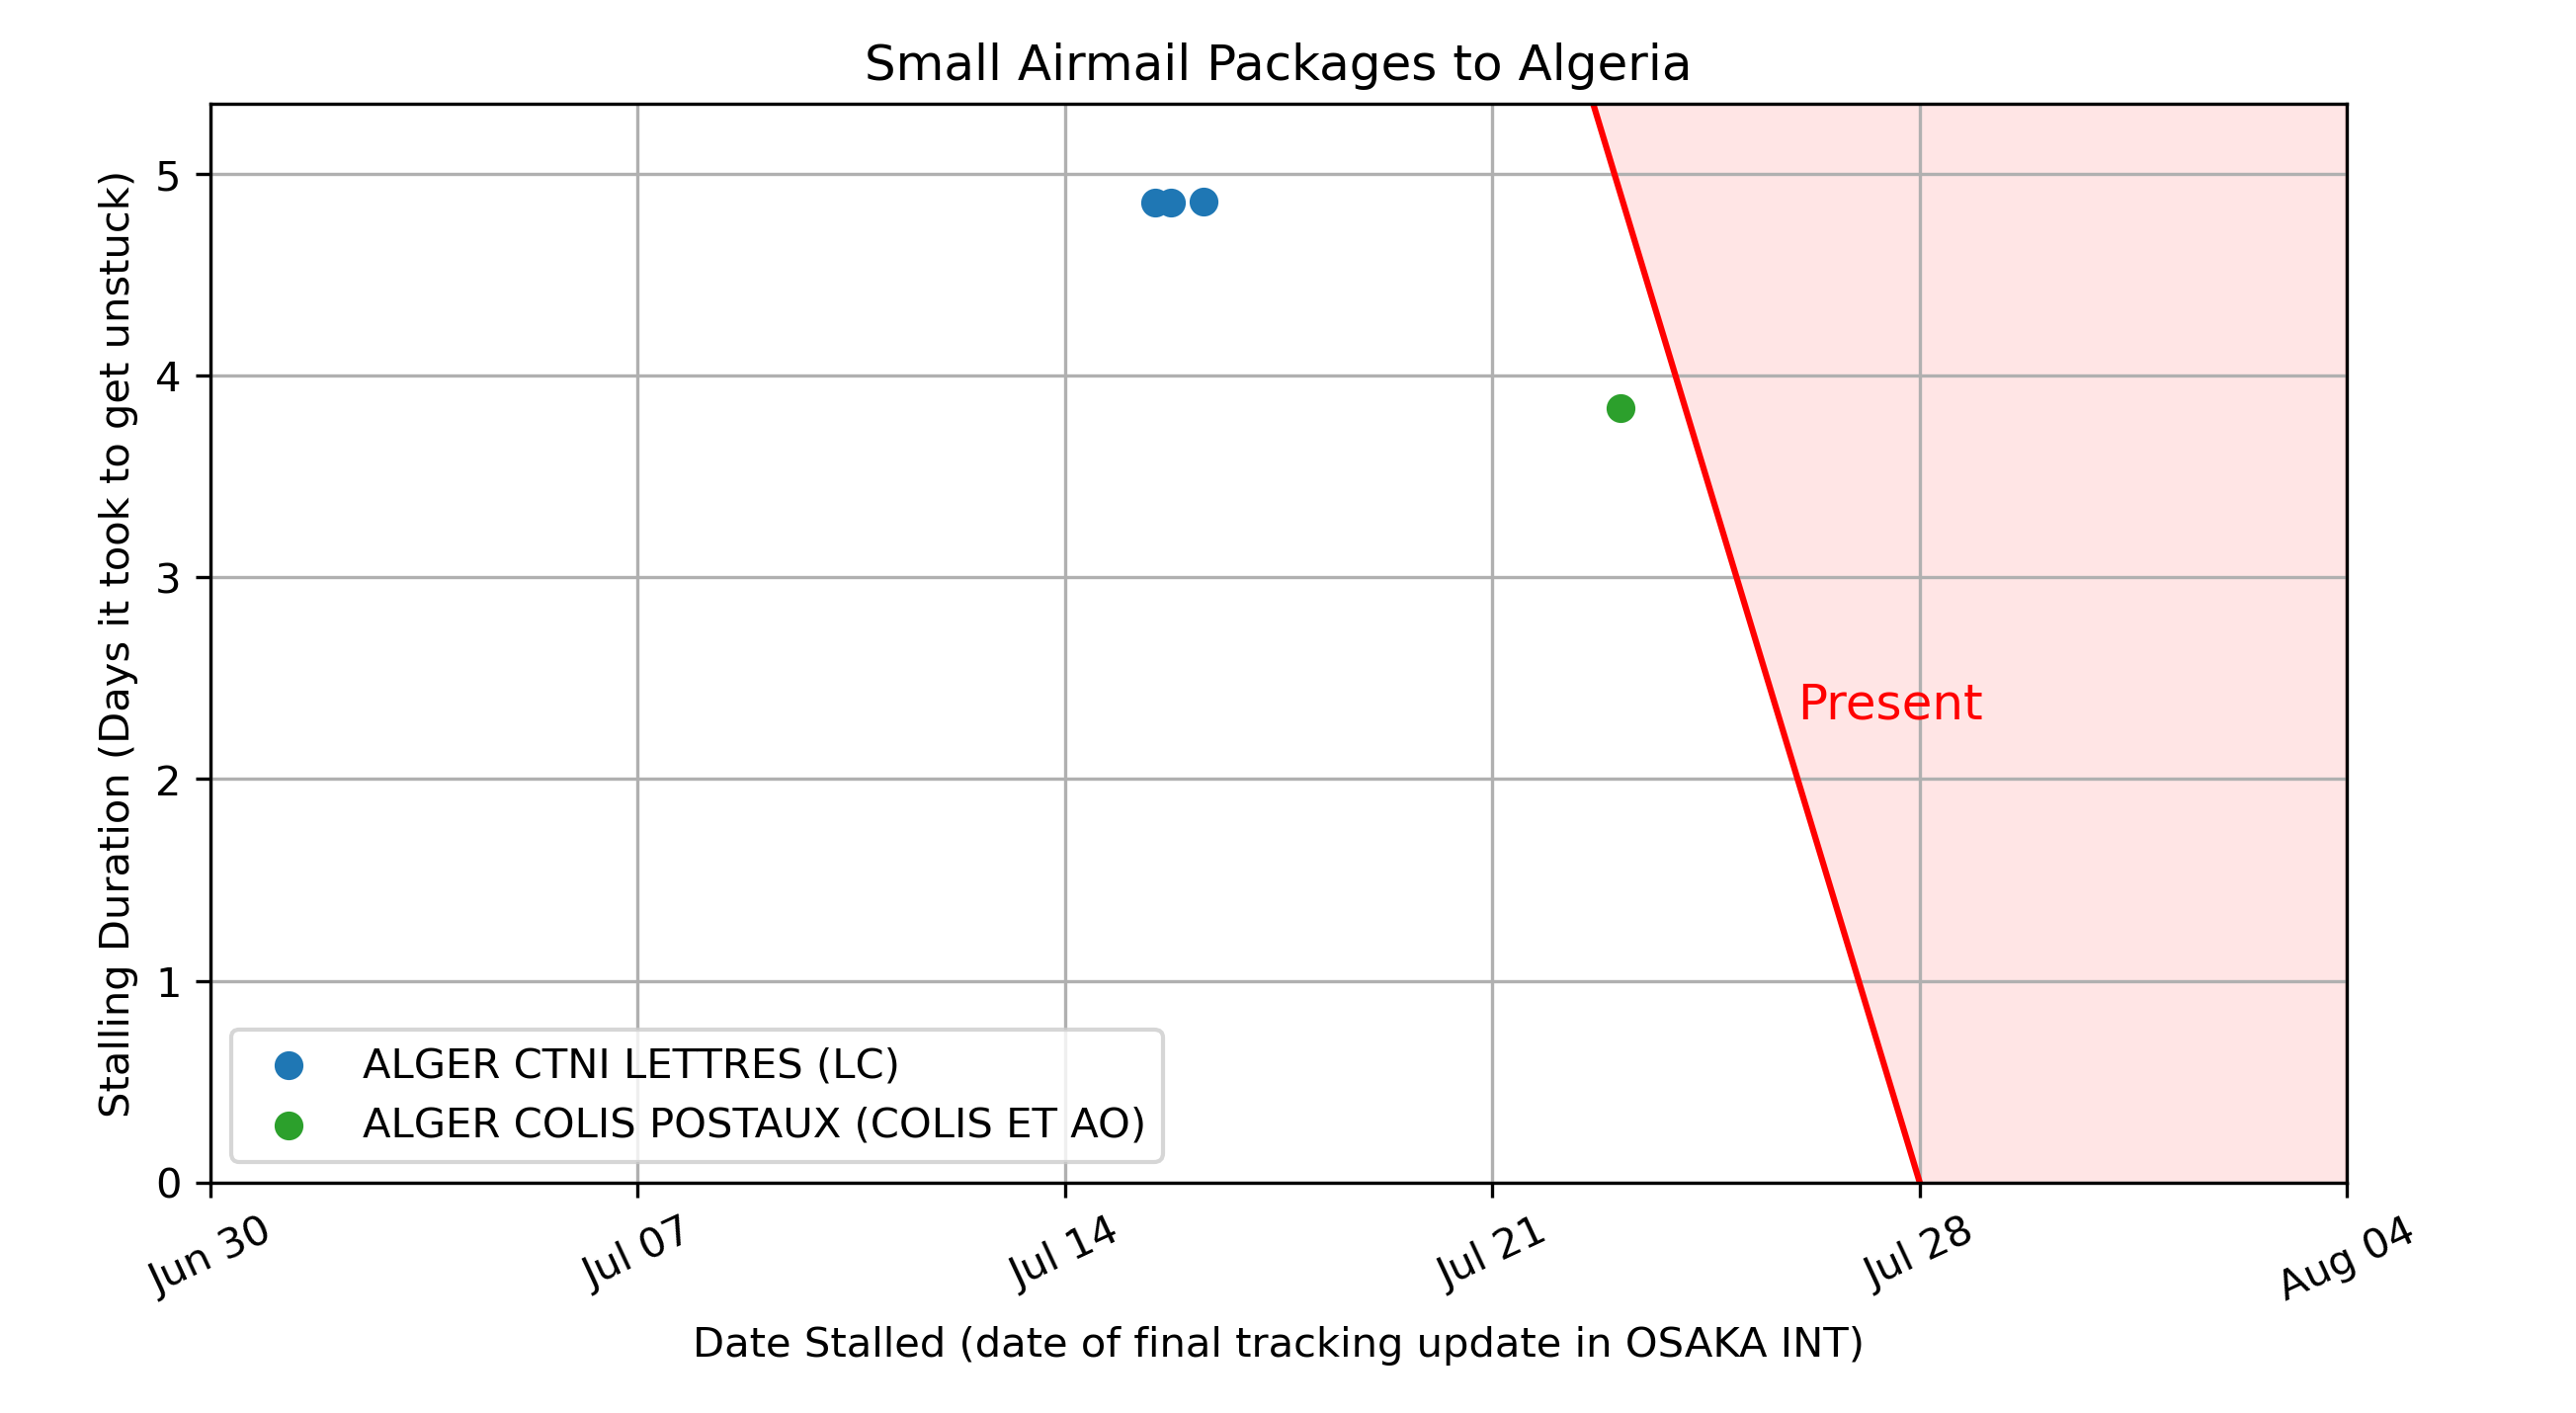 Small Airmail Packages to Algeria
Stalling Duration (Days it took to get unstuck)
5
4
3
2
1
0
Present
ALGER CTNI LETTRES (LC)
ALGER COLIS POSTAUX (COLIS ET AO)
Jun 30
Jul 07
Jul 14
Jul 21
Jul 28
Aug 04
Date Stalled (date of final tracking update in OSAKA INT)